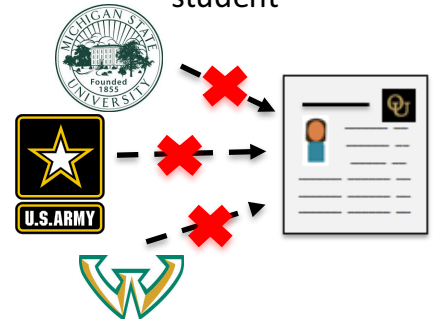 student
MICHIGAN STATE
UNIVERSITY
Founded
1855
U.S.ARMY
W
OU